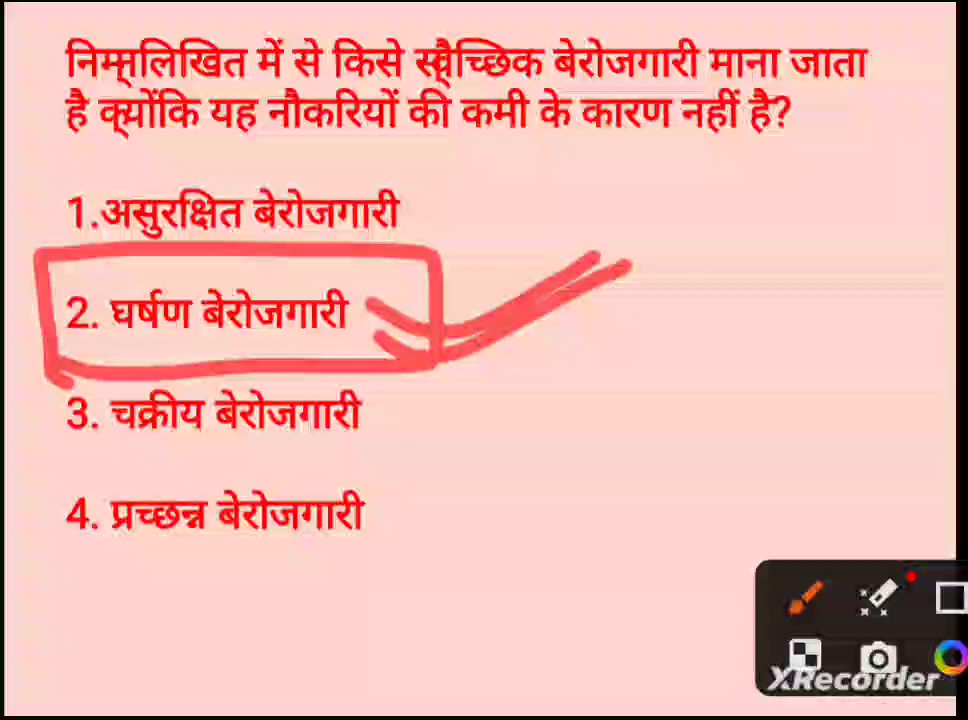 निम्नलिखित में से किसे स्वैच्छिक बेरोजगारी माना जाता
है क्योंकि यह नौकरियों की कमी के कारण नहीं है?
1.असुरक्षित बेरोजगारी
2. घर्षण बेरोजगारी
3. चक्रीय बेरोजगारी
4. प्रच्छन्न बेरोजगारी
XRecorder